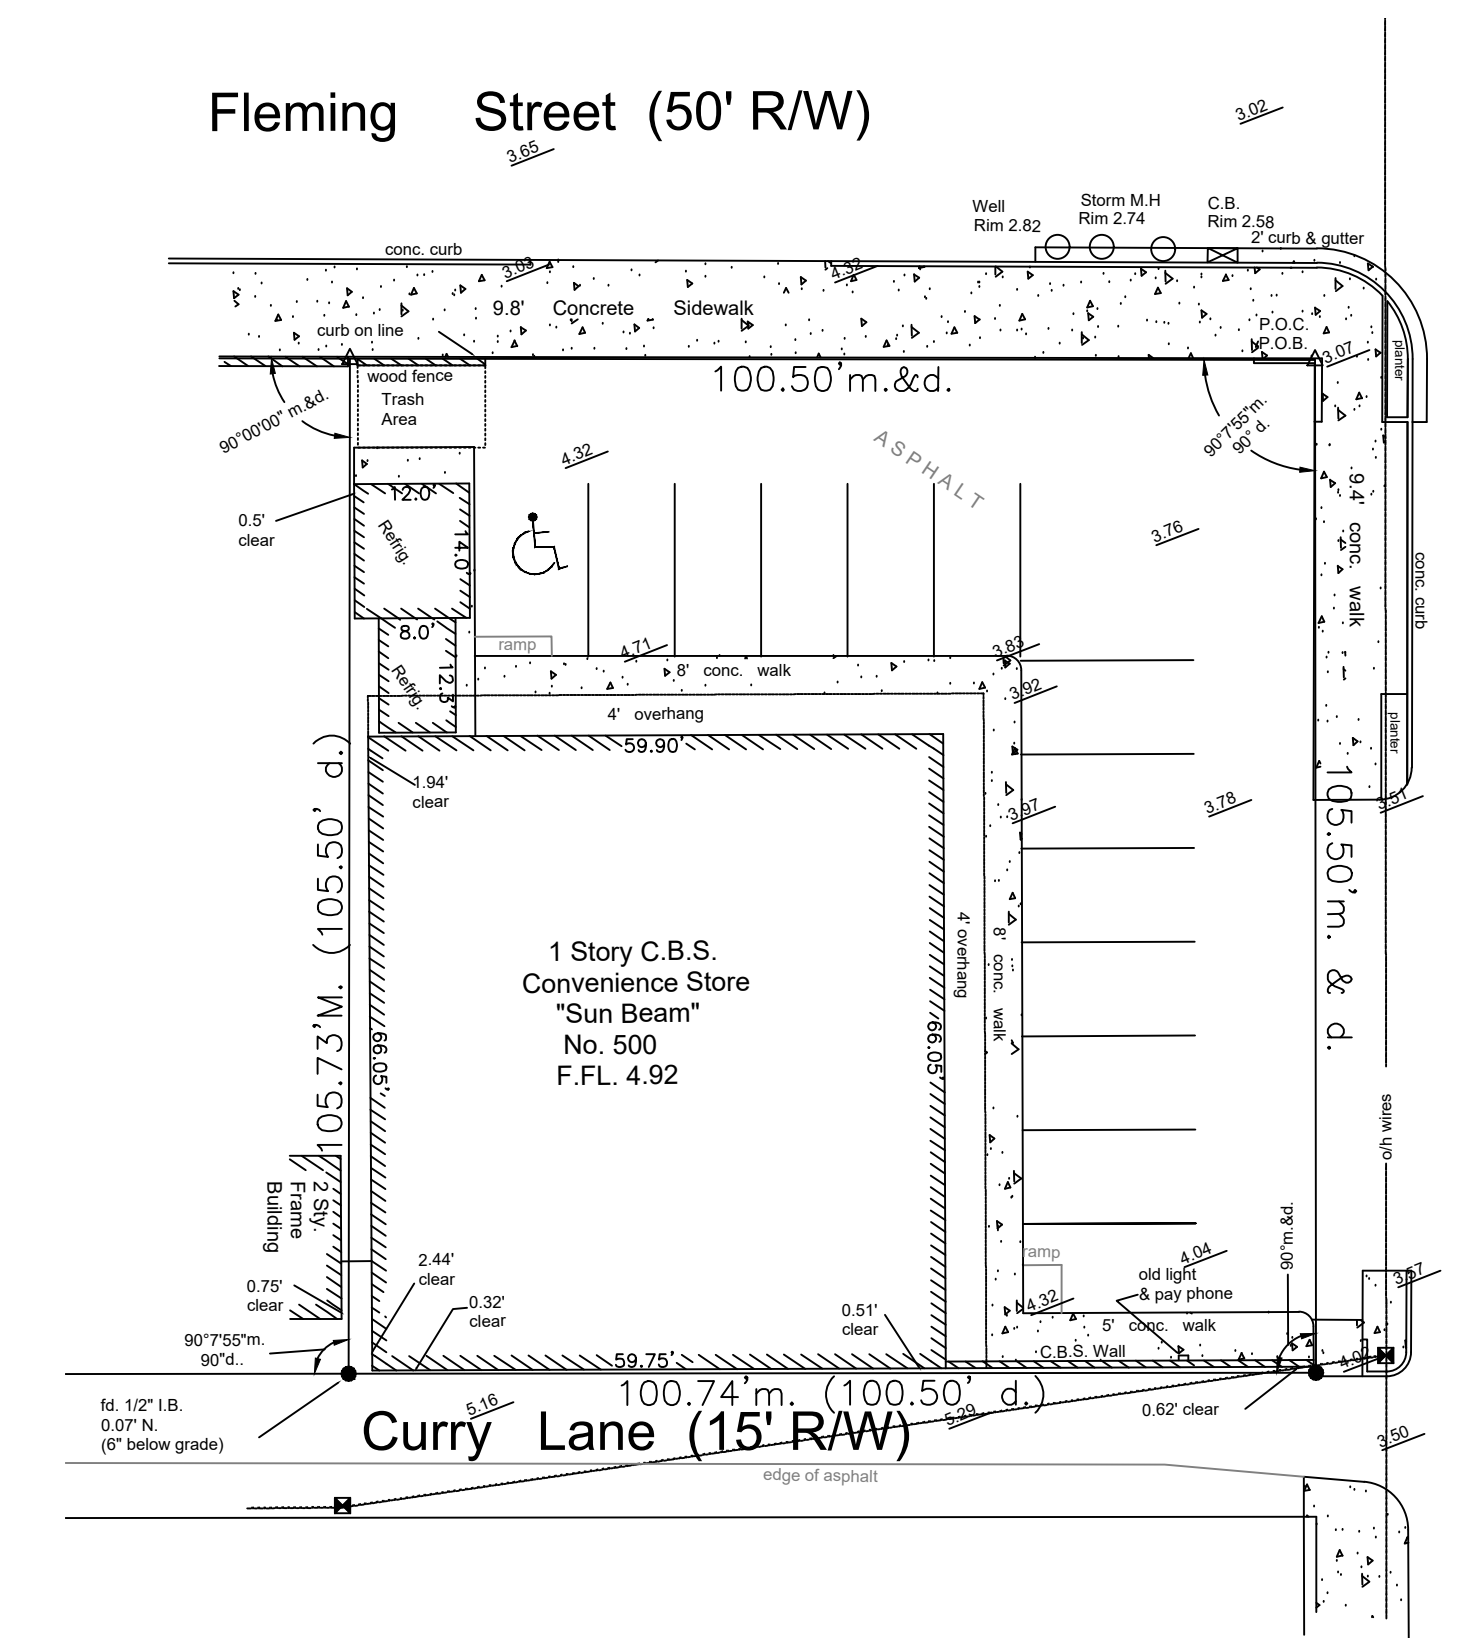 Fleming Street (50' R/W)
3.02
3.65
Well
Rim 2.82
Storm M.H
Rim 2.74
C.B.
Rim 2.58
2' curb & gutter
conc. curb
3.03
4.32
9.8' Concrete Sidewalk
curb on line
P.O.C.
P.O.B.
3.07
planter
wood fence
Trash
Area
100.50'm.&d.
90°00'00" m.&d.
90°7'55"m.
90° d.
ASPHALT
4.32
12.0'
0.5'
clear
Refrig.
14.0'
3.76
9.4' conc. walk
conc. curb
8.0'
ramp
4.71
8' conc. walk
3.83
3.92
Refrig.
12.3'
4' overhang
59.90'
planter
1.94'
clear
3.97
3.78
3.51
105.73'M. (105.50' d.)
105.50'm. & d.
1 Story C.B.S.
Convenience Store
"Sun Beam"
No. 500
F.FL. 4.92
66.05'
66.05'
4' overhang
8' conc. walk
o/h wires
2 Sty.
Frame
Building
0.75'
clear
2.44'
clear
0.32'
clear
0.51'
clear
ramp
4.04
90°m.&d.
3.57
old light
& pay phone
4.32
5' conc. walk
90°7'55"m.
90"d..
59.75'
C.B.S. Wall
4.02
100.74'm. (100.50' d.)
fd. 1/2" I.B.
0.07' N.
(6" below grade)
5.16
5.29
0.62' clear
3.50
Curry Lane (15' R/W)
edge of asphalt